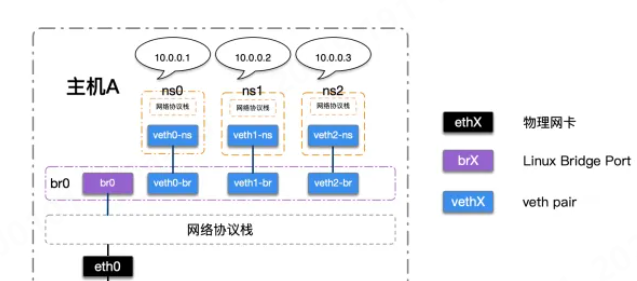 10.0.0.1
10.0.0.2
10.0.0.3
主机A
ns0
ns1
ns2
网络协议栈
网络协议栈
网络协议栈
veth0-ns
veth1-ns
veth2-ns
br0
br0
veth0-br
veth1-br
veth2-br
网络协议栈
eth0
ethX
物理网卡
brX
Linux Bridge Port
vethX
veth pair